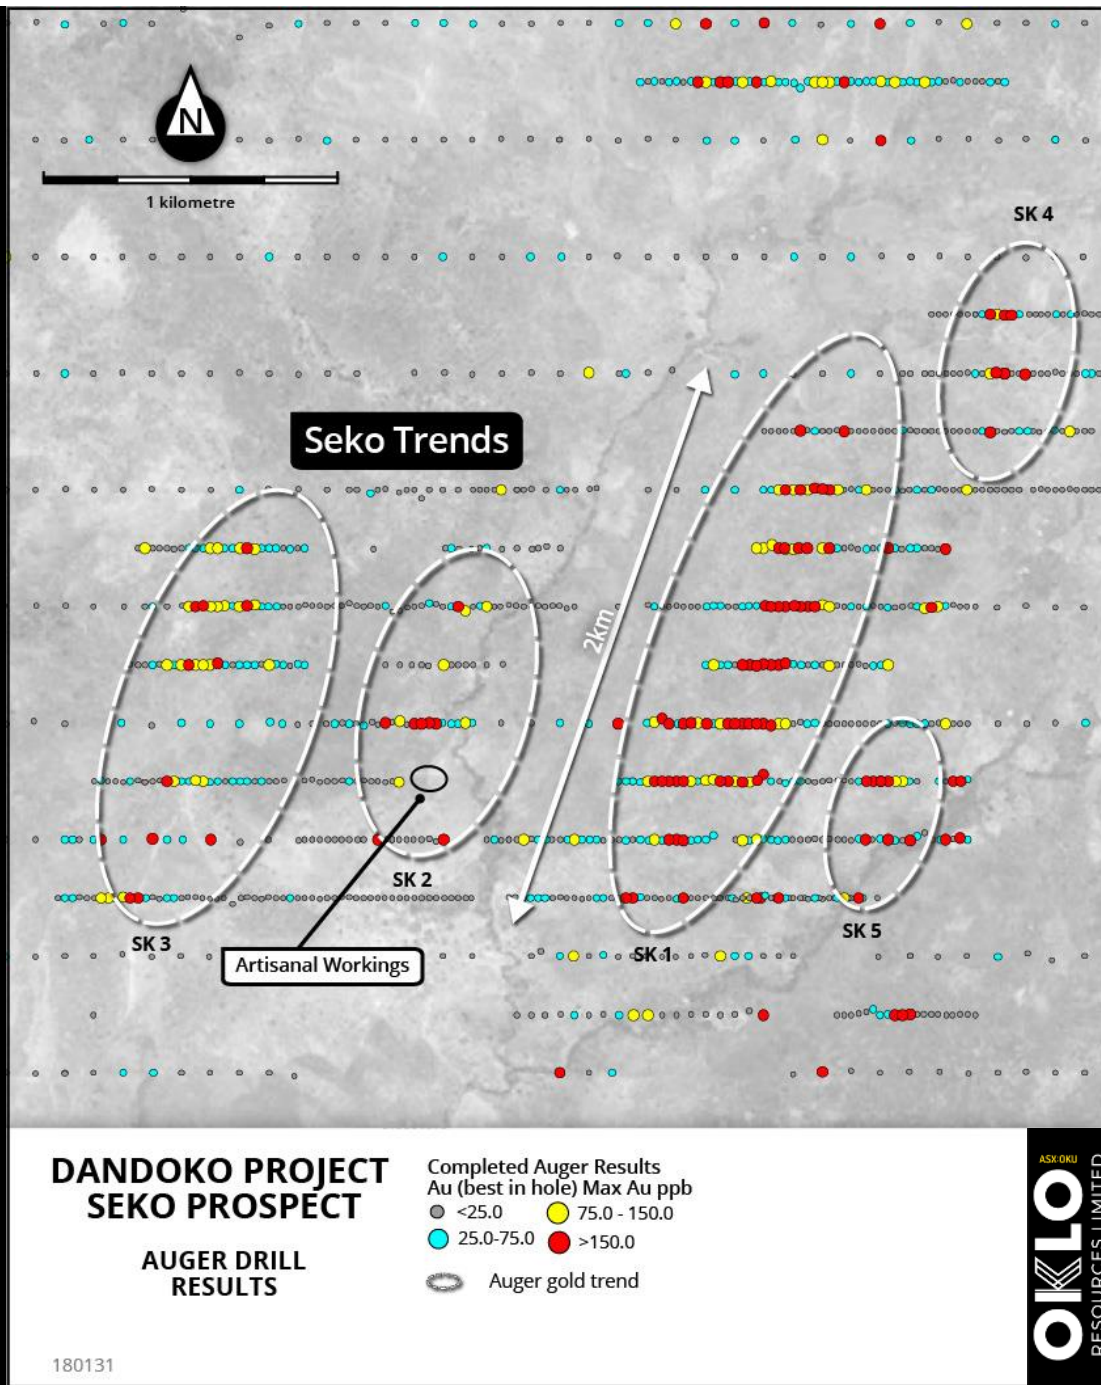 N
1 kilometre
SK 4
Seko Trends
2km
SK 2
SK 3
SK 1
SK 5
Artisanal Workings
DANDOKO PROJECT
SEKO PROSPECT
AUGER DRILL
RESULTS
180131
Completed Auger Results
Au (best in hole) Max Au ppb
<25.0
75.0 - 150.0
25.0-75.0
>150.0
Auger gold trend
ASX:OKU
OKLO
RESOURCES LIMITED